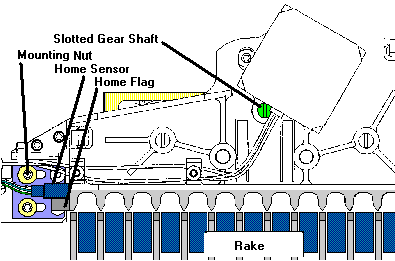 Slotted Gear Shaft
Mounting Nut
Home Sensor
Home Flag
Rake